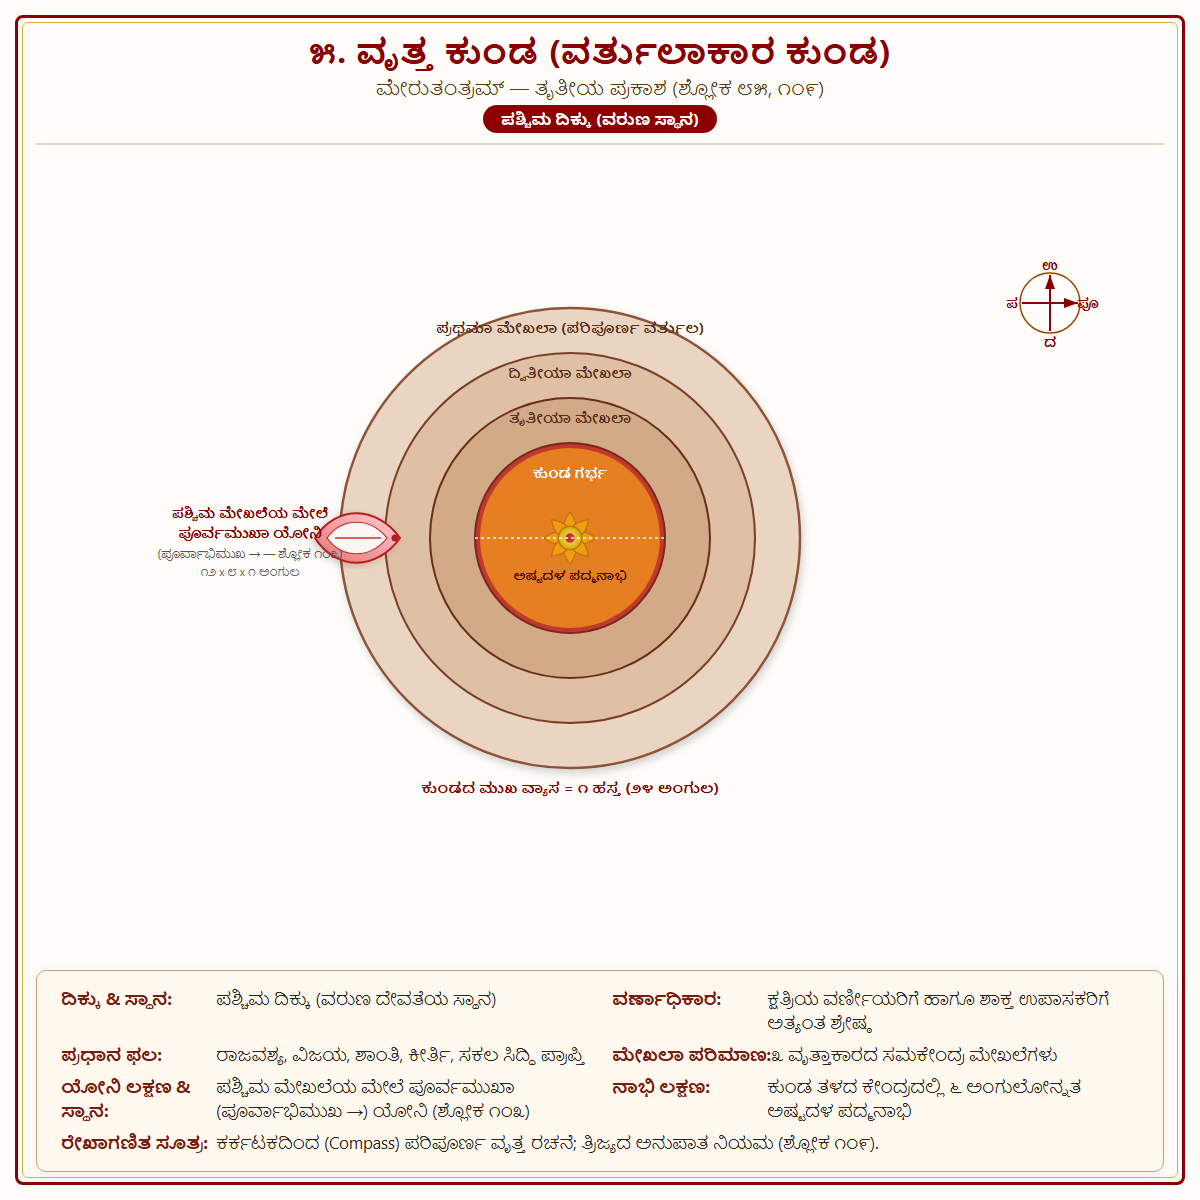 ೫. ವೃತ್ತ ಕುಂಡ (ವರ್ತುಲಾಕಾರ ಕುಂಡ)
ಮೇರುತಂತ್ರಮ್ — ತೃತೀಯ ಪ್ರಕಾಶ (ಶ್ಲೋಕ ೮೫, ೧೦೯)
ಪಶ್ಚಿಮ ದಿಕ್ಕು (ವರುಣ ಸ್ಥಾನ)
ಉ
ಪ
ಪೂ
ದ
ಪ್ರಥಮಾ ಮೇಖಲಾ (ಪರಿಪೂರ್ಣ ವರ್ತುಲ)
ದ್ವಿತೀಯಾ ಮೇಖಲಾ
ತೃತೀಯಾ ಮೇಖಲಾ
ಕುಂಡ ಗರ್ಭ
ಅಷ್ಟದಳ ಪದ್ಮನಾಭಿ
ಪಶ್ಚಿಮ ಮೇಖಲೆಯ ಮೇಲೆ
ಪೂರ್ವಮುಖಾ ಯೋನಿ
(ಪೂರ್ವಾಭಿಮುಖ → — ಶ್ಲೋಕ ೧೦೩)
೧೨ x ೮ x ೧ ಅಂಗುಲ
ಕುಂಡದ ಮುಖ ವ್ಯಾಸ = ೧ ಹಸ್ತ (೨೪ ಅಂಗುಲ)
ದಿಕ್ಕು & ಸ್ಥಾನ: ಪಶ್ಚಿಮ ದಿಕ್ಕು (ವರುಣ ದೇವತೆಯ ಸ್ಥಾನ)
ವರ್ಣಾಧಿಕಾರ: ಕ್ಷತ್ರಿಯ ವರ್ಣೀಯರಿಗೆ ಹಾಗೂ ಶಾಕ್ತ ಉಪಾಸಕರಿಗೆ
ಅತ್ಯಂತ ಶ್ರೇಷ್ಠ
ಪ್ರಧಾನ ಫಲ: ರಾಜವಶ್ಯ, ವಿಜಯ, ಶಾಂತಿ, ಕೀರ್ತಿ, ಸಕಲ ಸಿದ್ಧಿ ಪ್ರಾಪ್ತಿ
ಮೇಖಲಾ ಪರಿಮಾಣ: ೩ ವೃತ್ತಾಕಾರದ ಸಮಕೇಂದ್ರ ಮೇಖಲೆಗಳು
ಯೋನಿ ಲಕ್ಷಣ & ಪಶ್ಚಿಮ ಮೇಖಲೆಯ ಮೇಲೆ ಪೂರ್ವಮುಖಾ
ಸ್ಥಾನ: (ಪೂರ್ವಾಭಿಮುಖ →) ಯೋನಿ (ಶ್ಲೋಕ ೧೦೩)
ನಾಭಿ ಲಕ್ಷಣ: ಕುಂಡ ತಳದ ಕೇಂದ್ರದಲ್ಲಿ ೬ ಅಂಗುಲೋನ್ನತ
ಅಷ್ಟದಳ ಪದ್ಮನಾಭಿ
ರೇಖಾಗಣಿತ ಸೂತ್ರ: ಕರ್ಕಟಕದಿಂದ (Compass) ಪರಿಪೂರ್ಣ ವೃತ್ತ ರಚನೆ; ತ್ರಿಜ್ಯದ ಅನುಪಾತ ನಿಯಮ (ಶ್ಲೋಕ ೧೦೯).